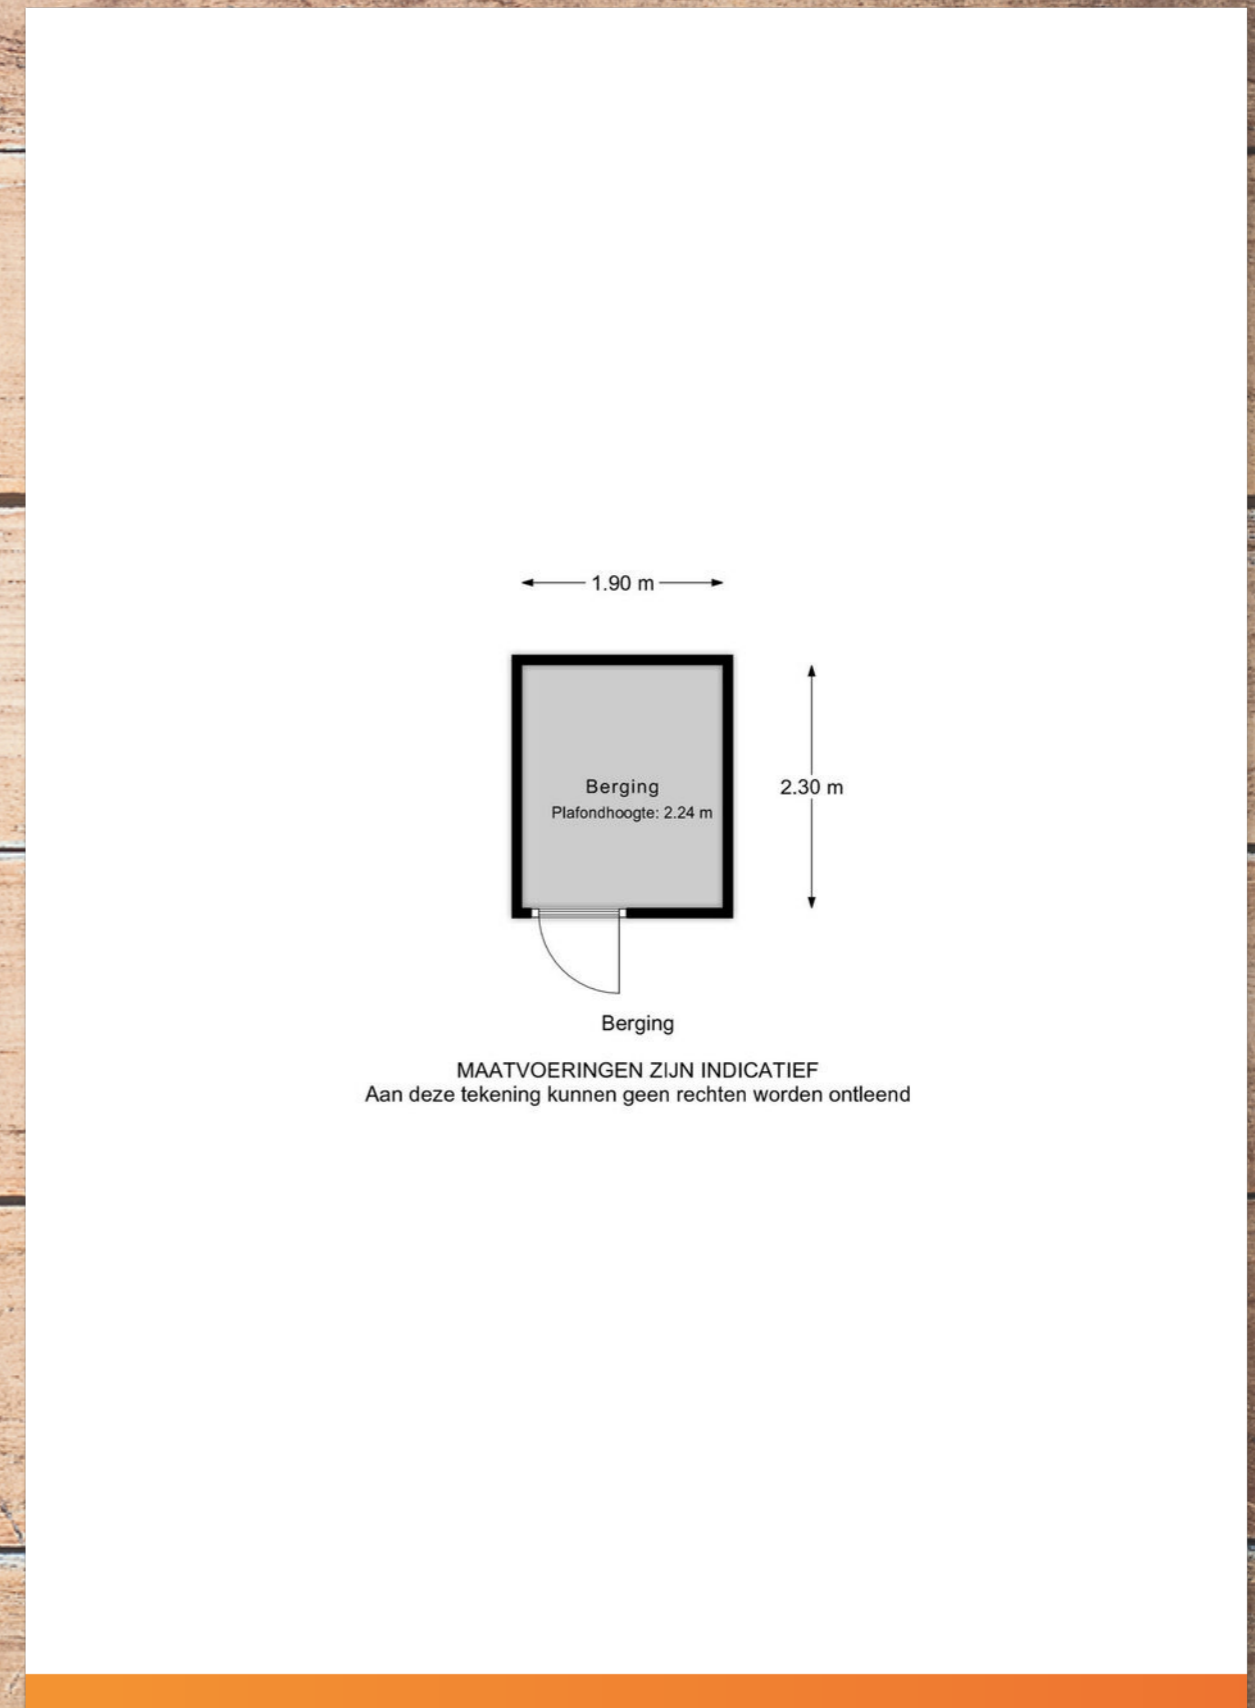 1.90 m
Berging
Plafondhoogte: 2.24 m
2.30 m
Berging
MAATVOERINGEN ZIJN INDICATIEF
Aan deze tekening kunnen geen rechten worden ontleend